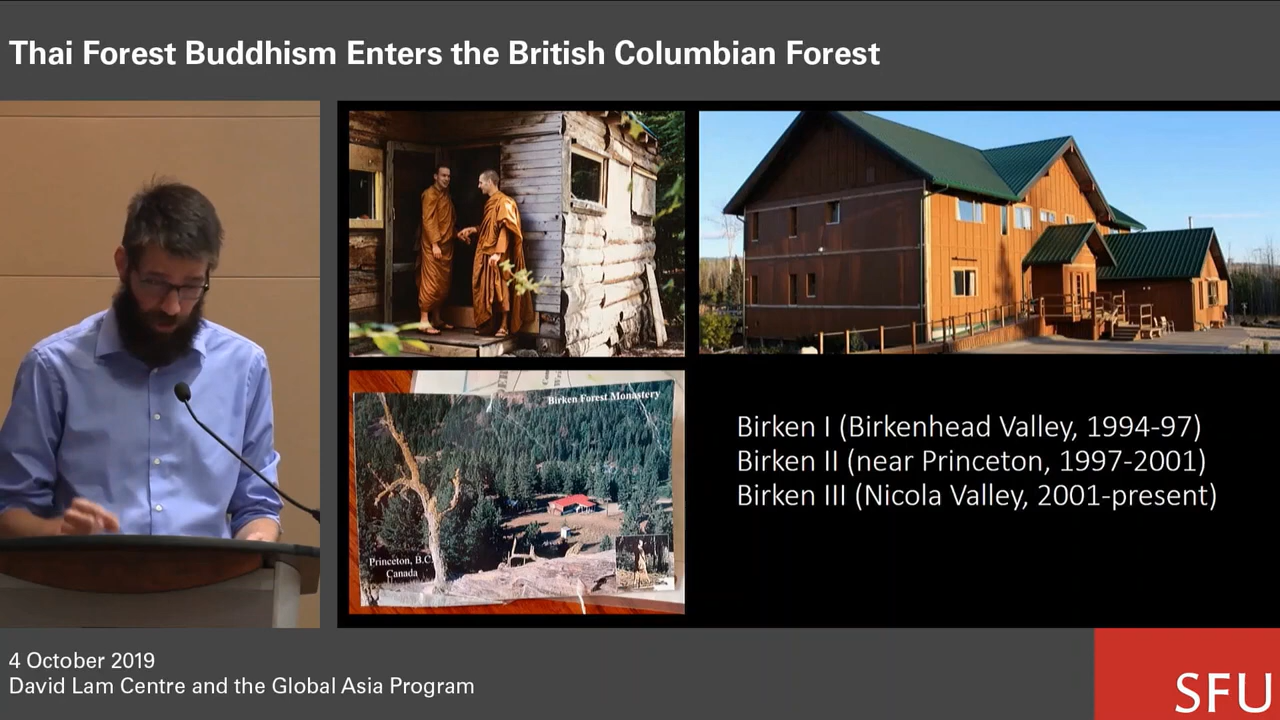 Thai Forest Buddhism Enters the British Columbian Forest
Birken Forest Monastery
Princeton, B.C.
Canada
Birken I (Birkenhead Valley, 1994-97)
Birken II (near Princeton, 1997-2001)
Birken III (Nicola Valley, 2001-present)
4 October 2019
David Lam Centre and the Global Asia Program
SFU